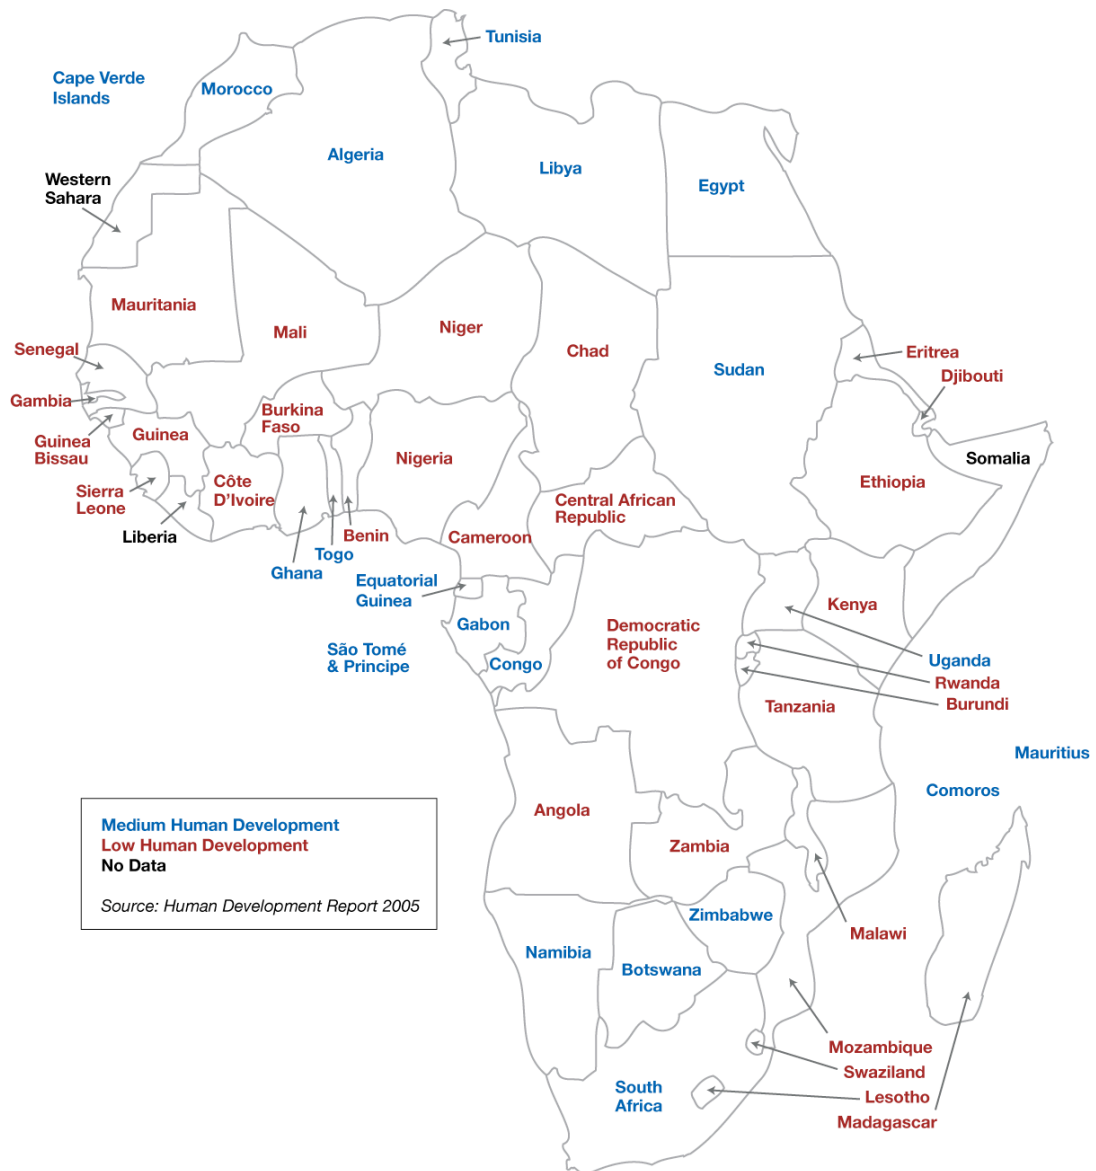 Tunisia
Cape Verde
Islands
Morocco
Algeria
Libya
Egypt
Western
Sahara
Mauritania
Mali
Niger
Chad
Sudan
Senegal
Eritrea
Djibouti
Gambia
Burkina
Faso
Guinea
Guinea
Bissau
Nigeria
Somalia
Ethiopia
Côte
D'Ivoire
Sierra
Leone
Central African
Republic
Liberia
Benin
Cameroon
Togo
Ghana
Equatorial
Guinea
Kenya
Gabon
Democratic
Republic
of Congo
São Tomé
& Principe
Congo
Uganda
Rwanda
Burundi
Tanzania
Mauritius
Comoros
Angola
Zambia
Medium Human Development
Low Human Development
No Data
Source: Human Development Report 2005
Zimbabwe
Malawi
Namibia
Botswana
Mozambique
Swaziland
South
Africa
Lesotho
Madagascar